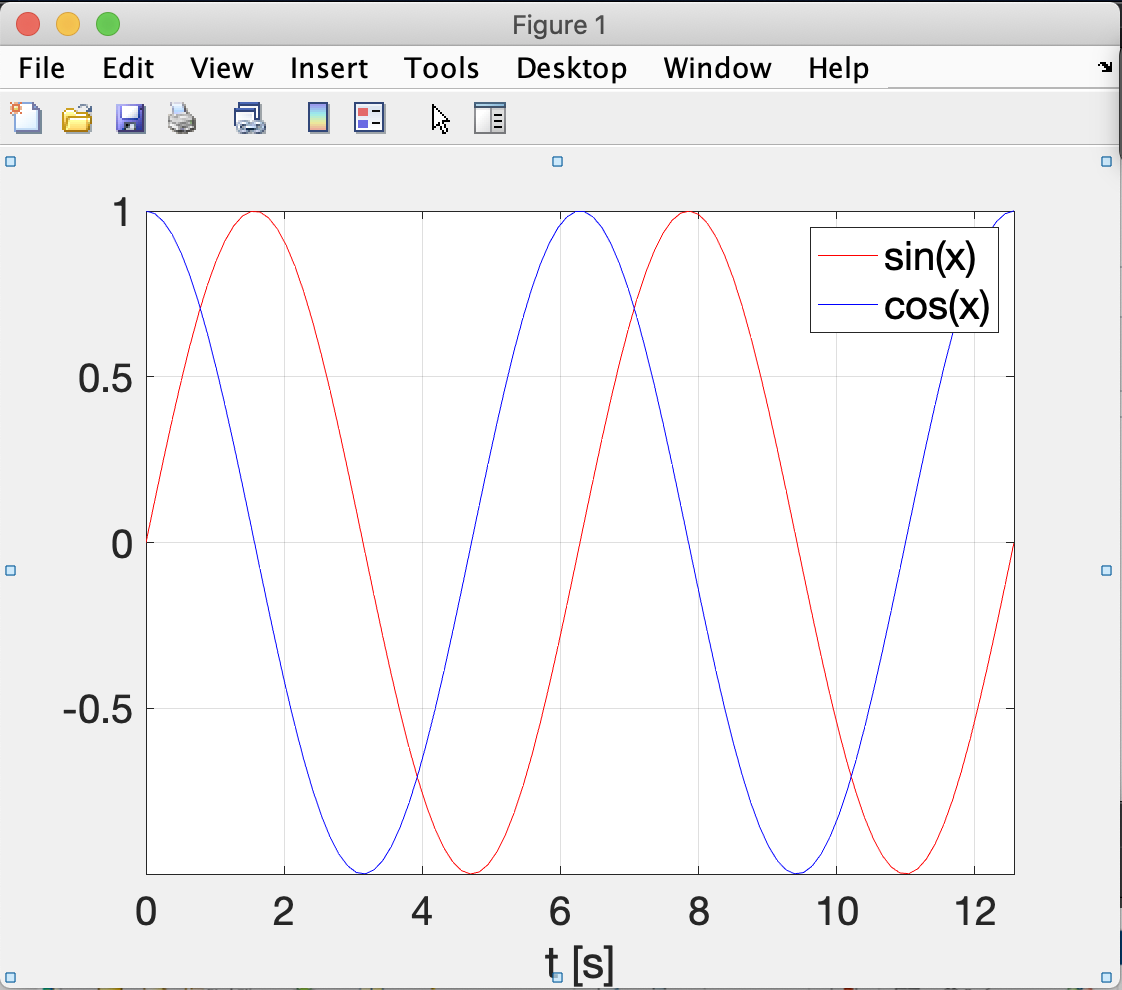 Figure 1
File Edit View Insert Tools Desktop Window Help
1
sin(x)
cos(x)
0.5
0
-0.5
0 2 4 6 8 10 12
t [s]